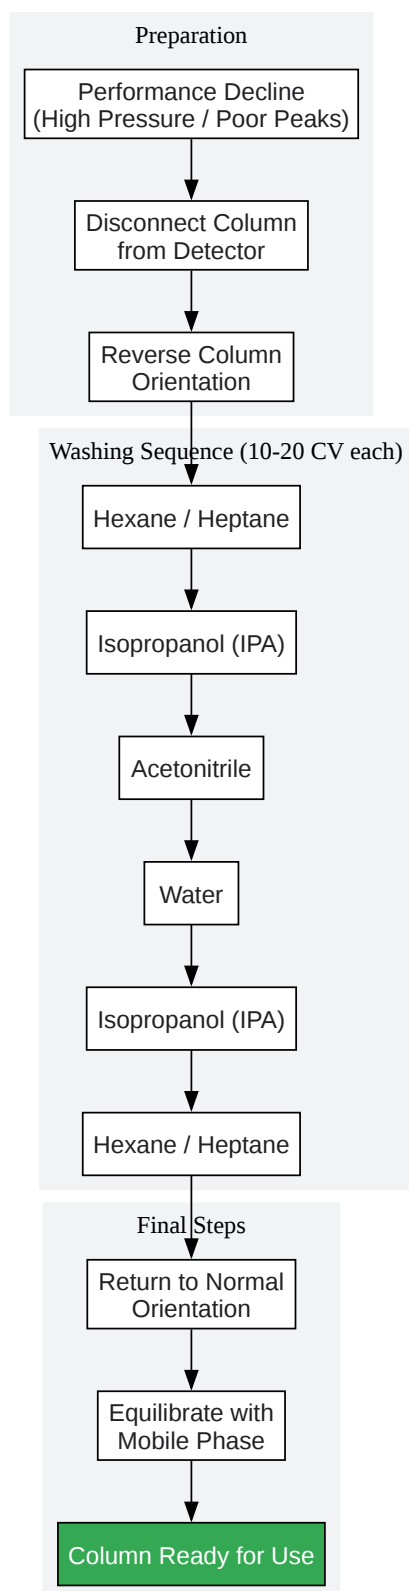 Preparation
Performance Decline
(High Pressure / Poor Peaks)
Disconnect Column
from Detector
Reverse Column
Orientation
Washing Sequence (10-20 CV each)
Hexane / Heptane
Isopropanol (IPA)
Acetonitrile
Water
Isopropanol (IPA)
Hexane / Heptane
Final Steps
Return to Normal
Orientation
Equilibrate with
Mobile Phase
Column Ready for Use